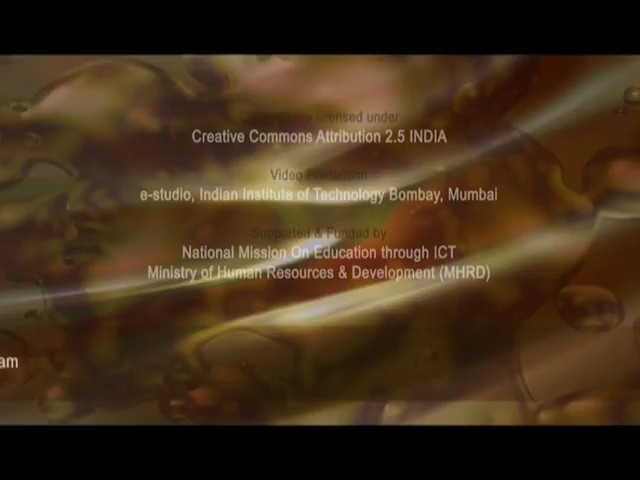 licensed under
Creative Commons Attribution 2.5 INDIA
Video Production
e-studio, Indian Institute of Technology Bombay, Mumbai
Supported & Funded by
National Mission On Education through ICT
Ministry of Human Resources & Development (MHRD)
am